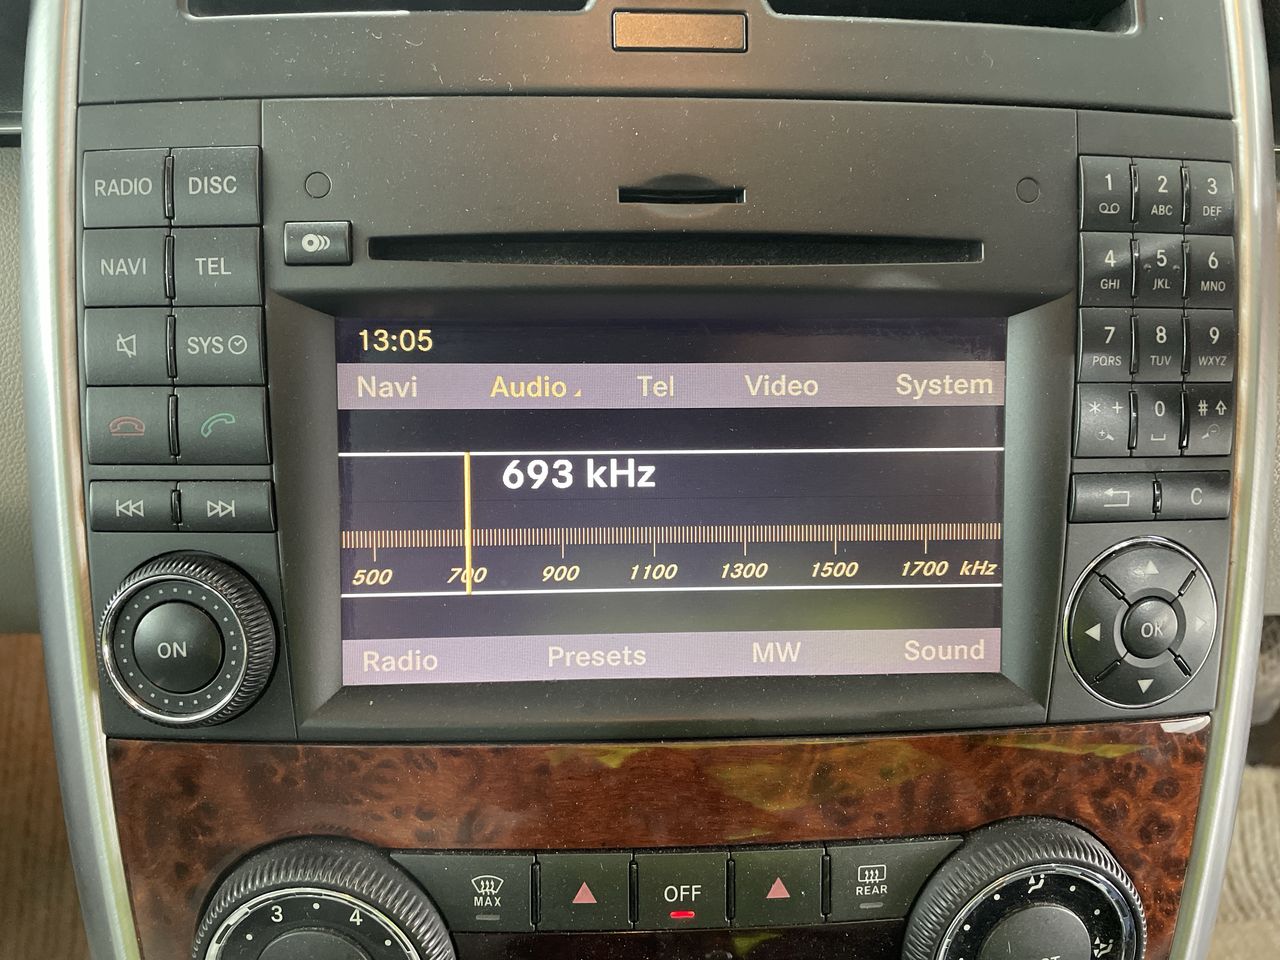 RADIO DISC
NAVI TEL
SYS
ON
1 2 ABC 3 DEF
4 GHI 5 JKL 6 MNO
7 PQRS 8 TUV 9 WXYZ
* + 0 #
C
OK
13:05
Navi Audio Tel Video System
693 kHz
500 700 900 1100 1300 1500 1700 kHz
Radio Presets MW Sound
3 4
MAX
OFF
REAR